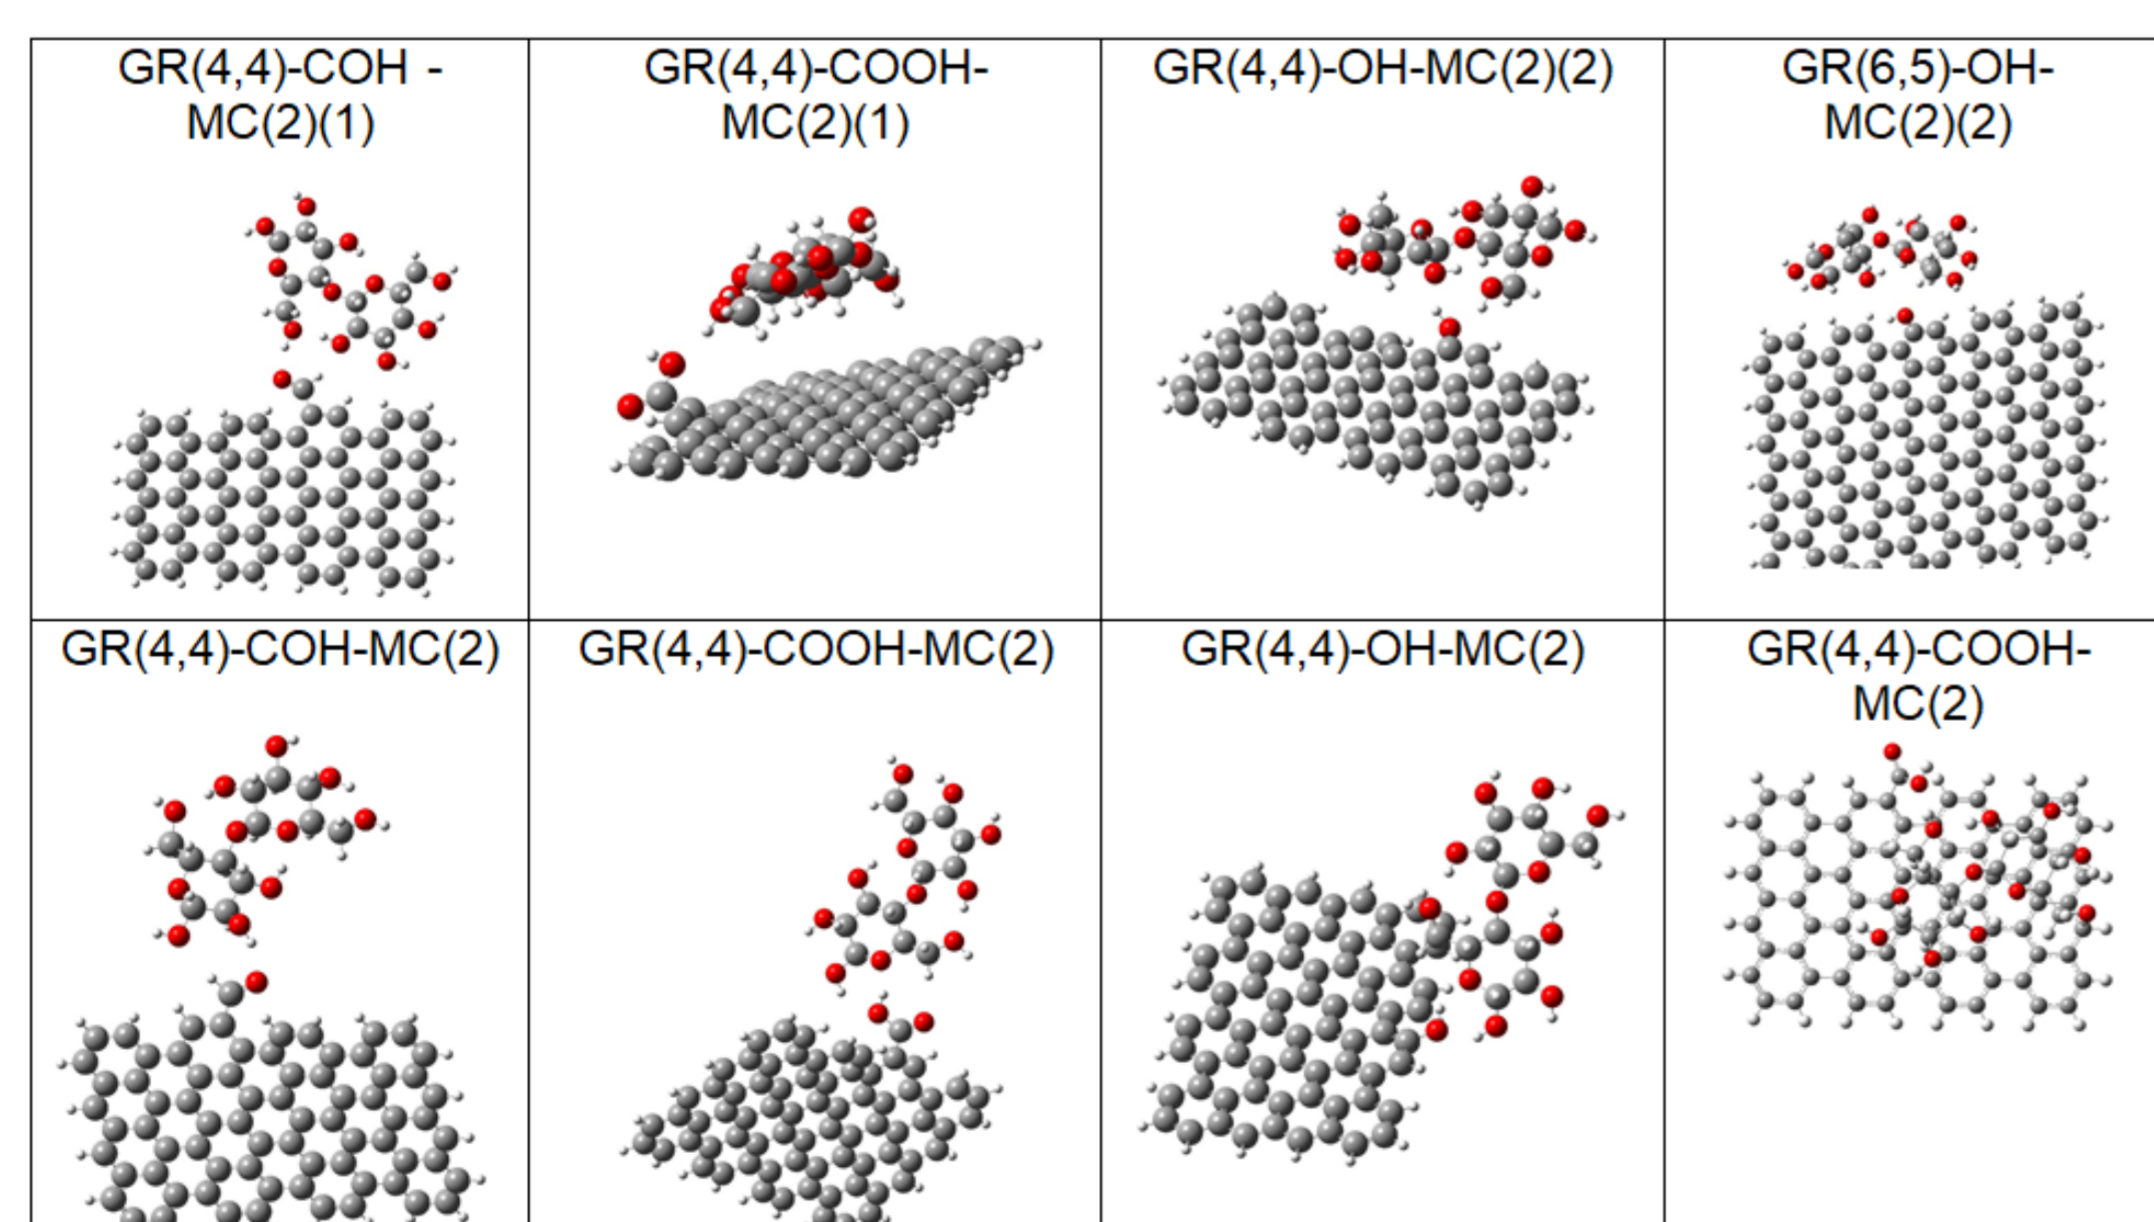 GR(4,4)-COH -
MC(2)(1)
GR(4,4)-COOH-
MC(2)(1)
GR(4,4)-OH-MC(2)(2)
GR(6,5)-OH-
MC(2)(2)
GR(4,4)-COH-MC(2)
GR(4,4)-COOH-MC(2)
GR(4,4)-OH-MC(2)
GR(4,4)-COOH-
MC(2)